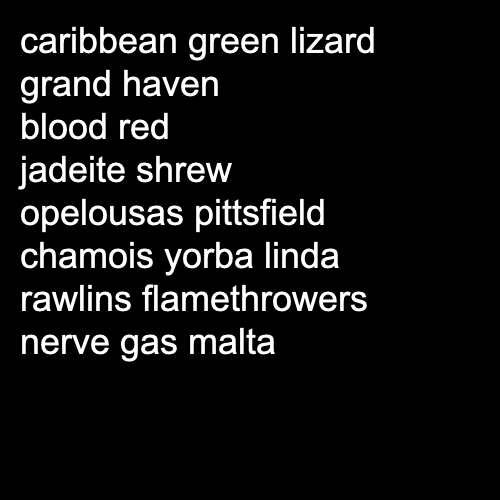 caribbean green lizard
grand haven
blood red
jadeite shrew
opelousas pittsfield
chamois yorba linda
rawlins flamethrowers
nerve gas malta